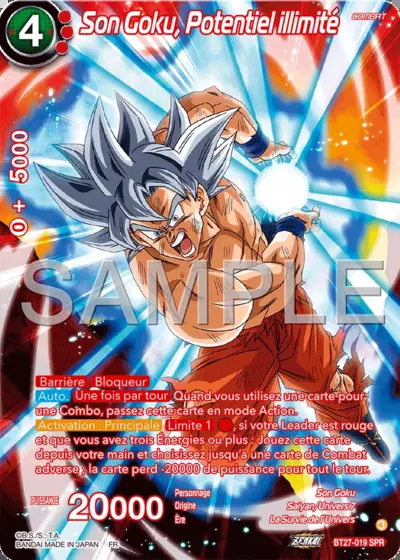 4
Son Goku, Potentiel illimité
COMBAT
0 + 5000
SAMPLE
Barrière Bloqueur
Auto. Une fois par tour Quand vous utilisez une carte pour
une Combo, passez cette carte en mode Action.
Activation : Principale Limite 1 , si votre Leader est rouge
et que vous avez trois Énergies ou plus : Jouez cette carte
depuis votre main et choisissez jusqu'à une carte de Combat
adverse ; la carte perd -20000 de puissance pour tout le tour.
PUISSANCE
20000
Personnage Son Goku
Origine Saiyan/Univers7
Ère La Survie de l'Univers
3
©B.S./S., T.A.
BANDAI MADE IN JAPAN FR
BT27-019 SPR